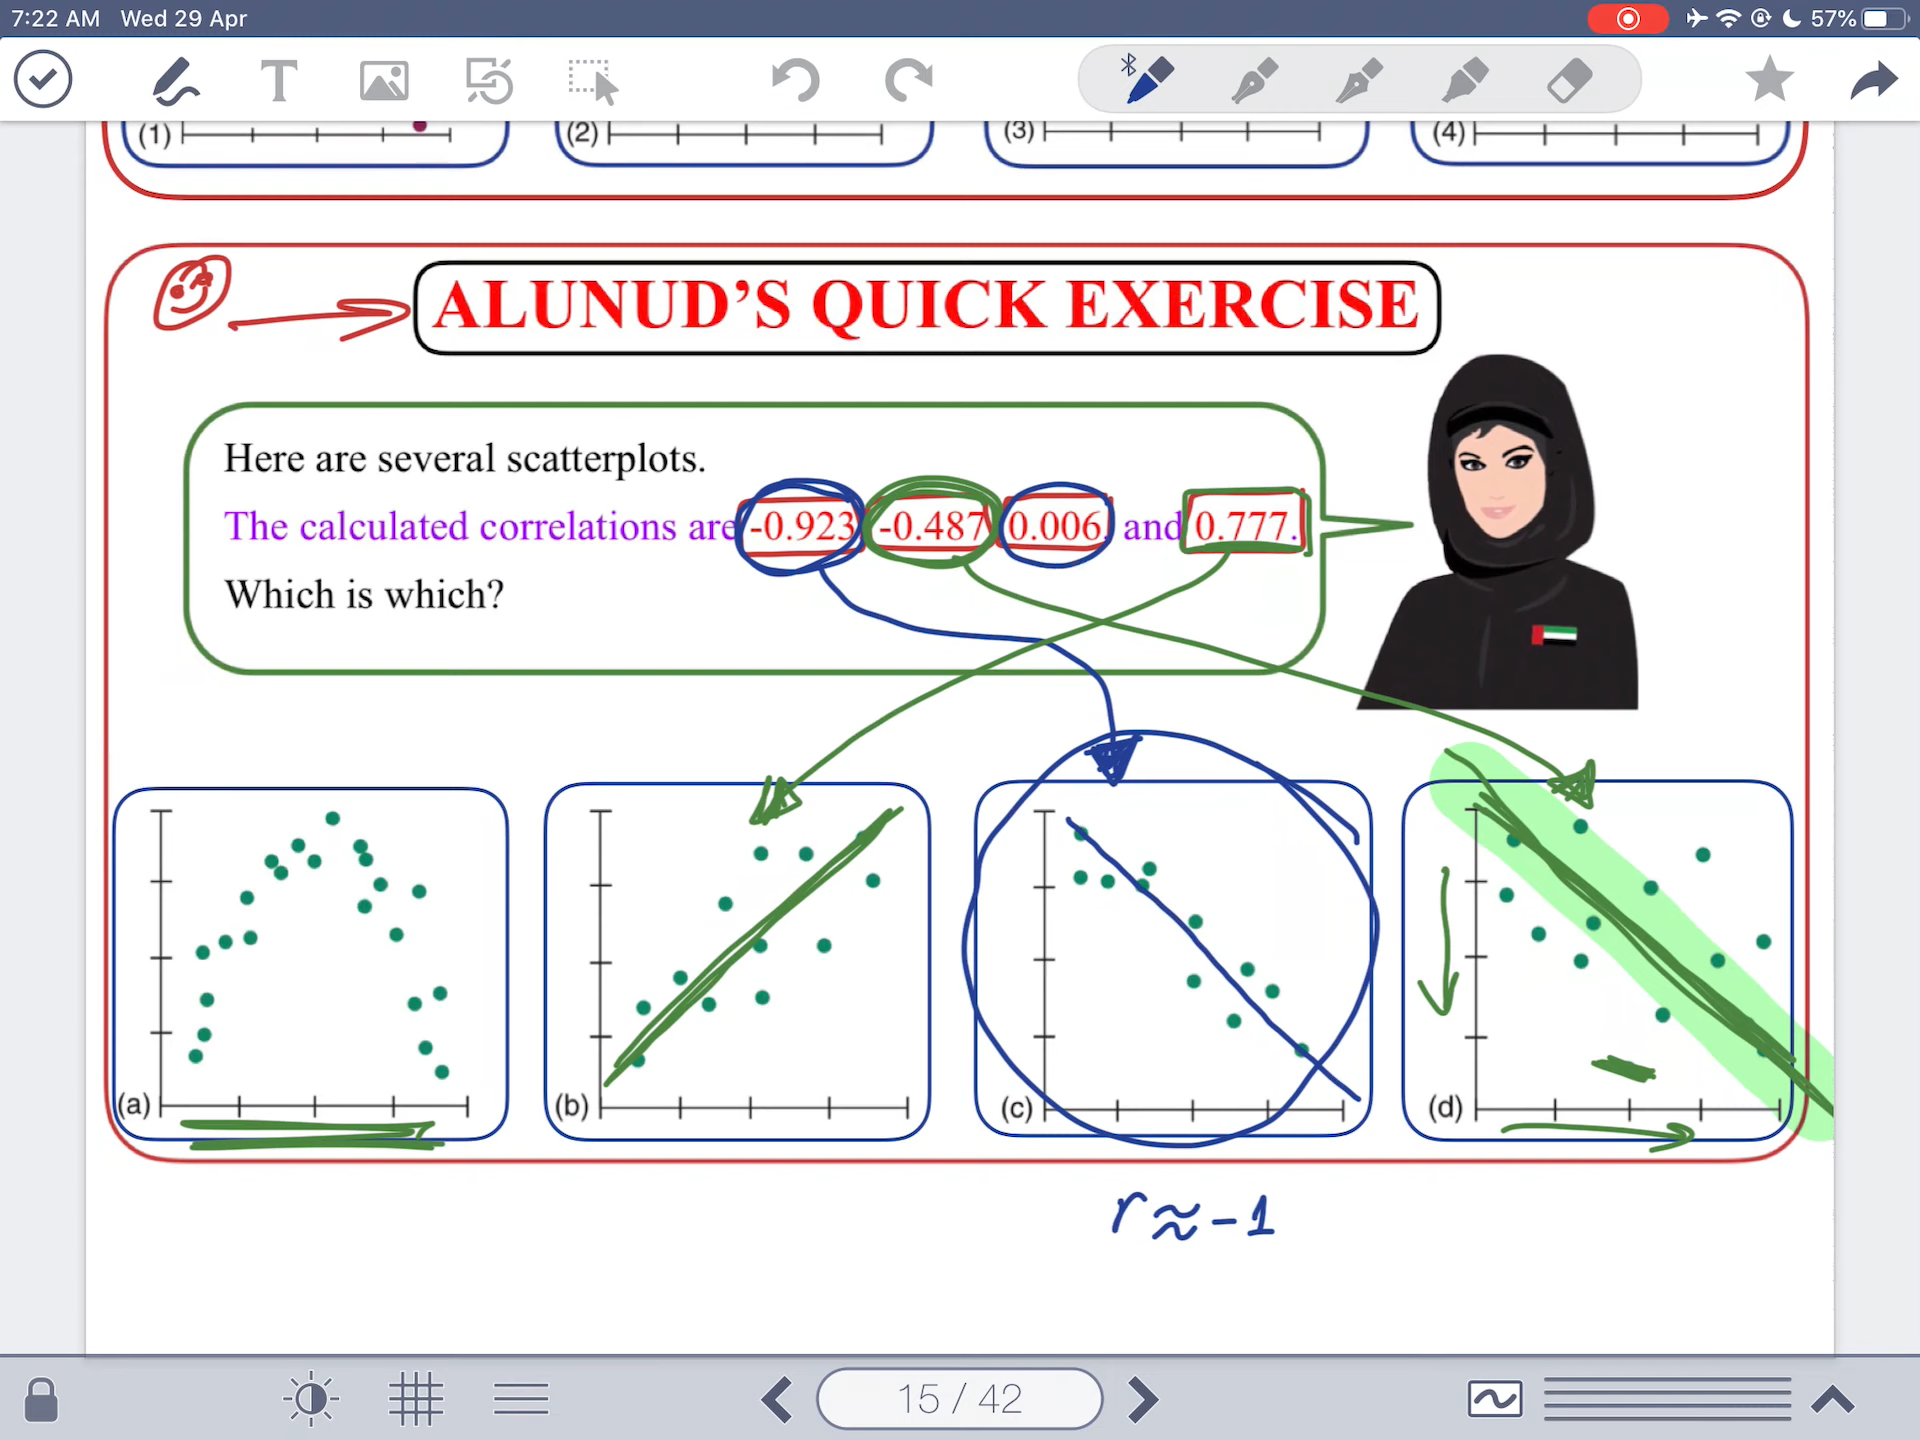 7:22 AM Wed 29 Apr
57%
T
(1)
(2)
(3)
(4)
ALUNUD’S QUICK EXERCISE
Here are several scatterplots.
The calculated correlations are -0.923 -0.487 0.006, and 0.777.
Which is which?
(a)
(b)
(c)
(d)
r ≈ -1
15 / 42